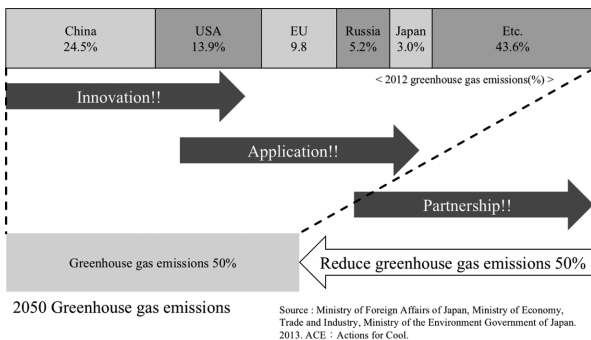 China USA EU Russia Japan Etc.
24.5% 13.9% 9.8 5.2% 3.0% 43.6%
< 2012 greenhouse gas emissions(%) >
Innovation!!
Application!!
Partnership!!
Greenhouse gas emissions 50%
Reduce greenhouse gas emissions 50%
2050 Greenhouse gas emissions
Source : Ministry of Foreign Affairs of Japan, Ministry of Economy,
Trade and Industry, Ministry of the Environment Government of Japan.
2013. ACE：Actions for Cool.